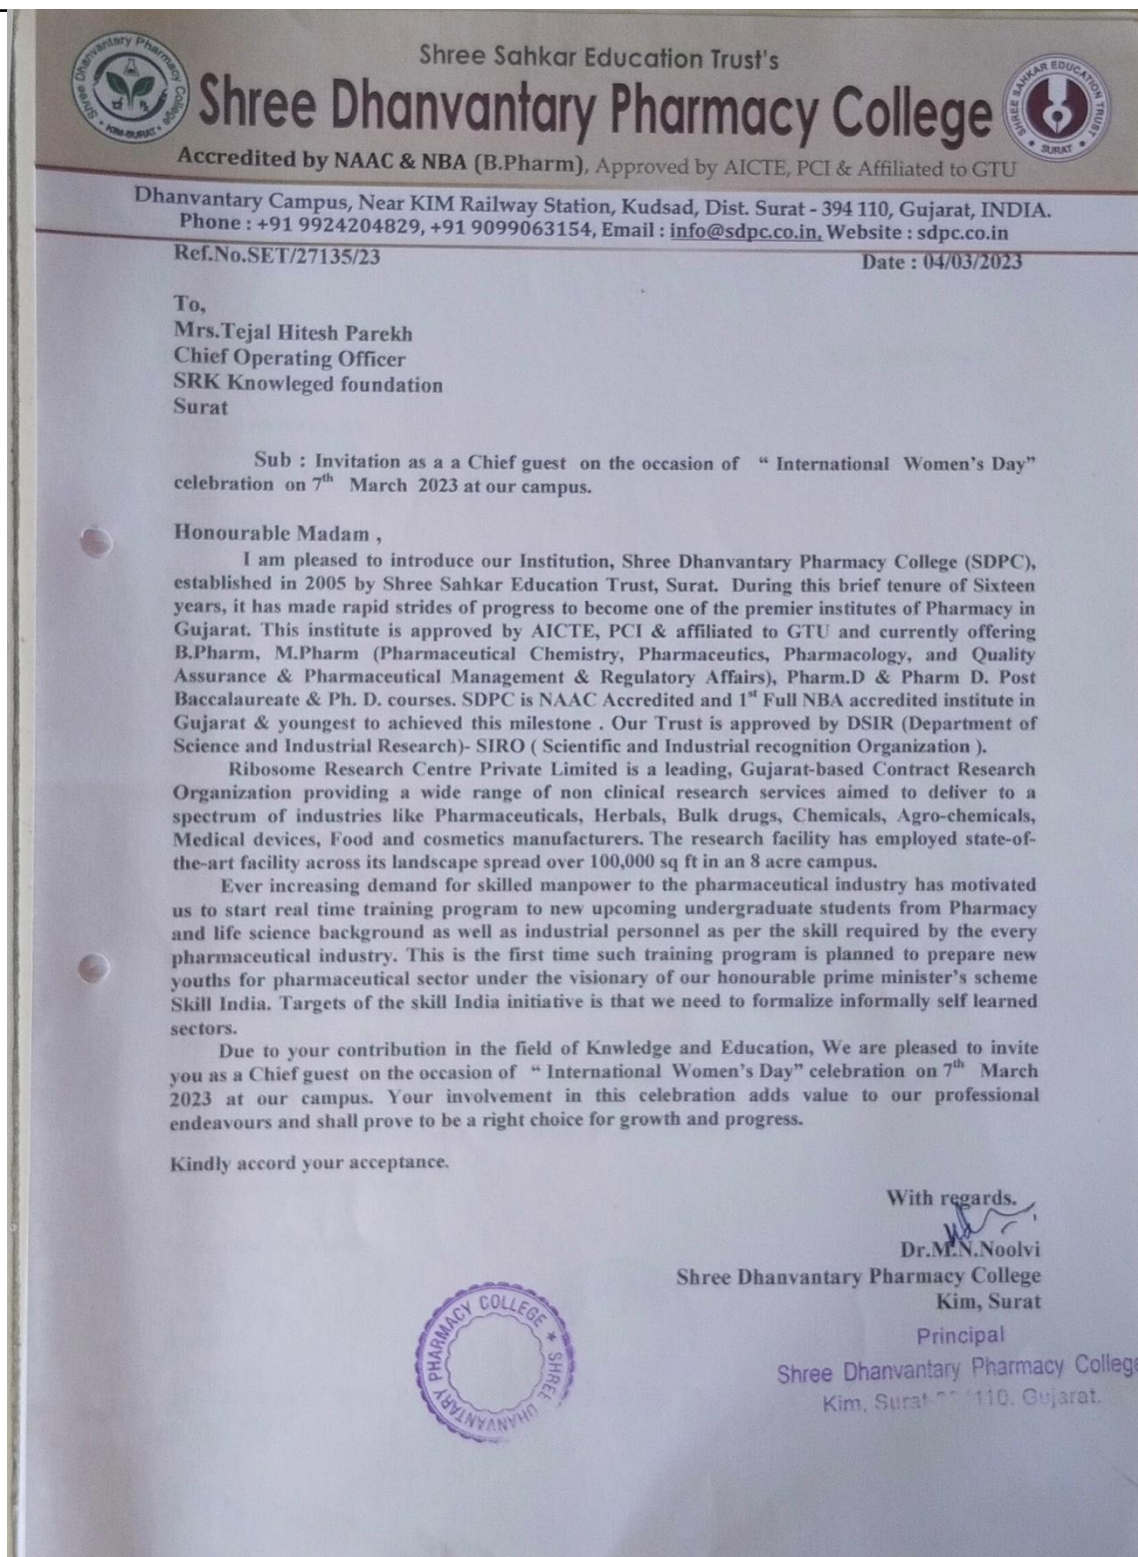 Shree Dhanvantary Pharmacy College
• KIM-SURAT •
Shree Sahkar Education Trust's
Shree Dhanvantary Pharmacy College
SHREE SAHKAR EDUCATION TRUST
• SURAT •
Accredited by NAAC & NBA (B.Pharm), Approved by AICTE, PCI & Affiliated to GTU
Dhanvantary Campus, Near KIM Railway Station, Kudsad, Dist. Surat - 394 110, Gujarat, INDIA.
Phone : +91 9924204829, +91 9099063154, Email : info@sdpc.co.in, Website : sdpc.co.in
Ref.No.SET/27135/23
Date : 04/03/2023
To,
Mrs.Tejal Hitesh Parekh
Chief Operating Officer
SRK Knowleged foundation
Surat
Sub : Invitation as a a Chief guest on the occasion of “ International Women’s Day”
celebration on 7th March 2023 at our campus.
Honourable Madam ,
I am pleased to introduce our Institution, Shree Dhanvantary Pharmacy College (SDPC),
established in 2005 by Shree Sahkar Education Trust, Surat. During this brief tenure of Sixteen
years, it has made rapid strides of progress to become one of the premier institutes of Pharmacy in
Gujarat. This institute is approved by AICTE, PCI & affiliated to GTU and currently offering
B.Pharm, M.Pharm (Pharmaceutical Chemistry, Pharmaceutics, Pharmacology, and Quality
Assurance & Pharmaceutical Management & Regulatory Affairs), Pharm.D & Pharm D. Post
Baccalaureate & Ph. D. courses. SDPC is NAAC Accredited and 1st Full NBA accredited institute in
Gujarat & youngest to achieved this milestone . Our Trust is approved by DSIR (Department of
Science and Industrial Research)- SIRO ( Scientific and Industrial recognition Organization ).
Ribosome Research Centre Private Limited is a leading, Gujarat-based Contract Research
Organization providing a wide range of non clinical research services aimed to deliver to a
spectrum of industries like Pharmaceuticals, Herbals, Bulk drugs, Chemicals, Agro-chemicals,
Medical devices, Food and cosmetics manufacturers. The research facility has employed state-of-
the-art facility across its landscape spread over 100,000 sq ft in an 8 acre campus.
Ever increasing demand for skilled manpower to the pharmaceutical industry has motivated
us to start real time training program to new upcoming undergraduate students from Pharmacy
and life science background as well as industrial personnel as per the skill required by the every
pharmaceutical industry. This is the first time such training program is planned to prepare new
youths for pharmaceutical sector under the visionary of our honourable prime minister’s scheme
Skill India. Targets of the skill India initiative is that we need to formalize informally self learned
sectors.
Due to your contribution in the field of Knwledge and Education, We are pleased to invite
you as a Chief guest on the occasion of “ International Women’s Day” celebration on 7th March
2023 at our campus. Your involvement in this celebration adds value to our professional
endeavours and shall prove to be a right choice for growth and progress.
Kindly accord your acceptance.
With regards.
Dr.M.N.Noolvi
Shree Dhanvantary Pharmacy College
Kim, Surat
SHREE DHANVANTARY PHARMACY COLLEGE ★
Principal
Shree Dhanvantary Pharmacy College
Kim, Surat 110. Gujarat.